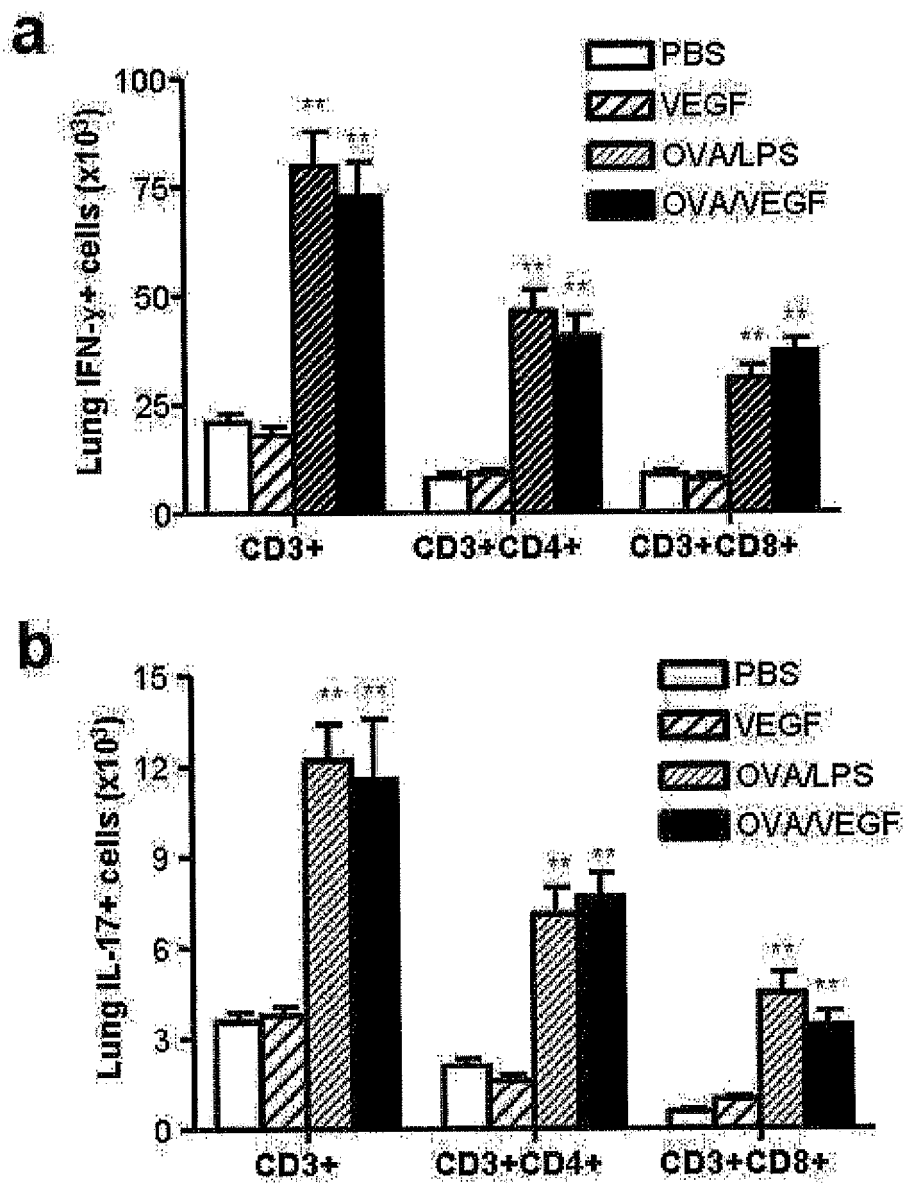 a
PBS
VEGF
OVA/LPS
OVA/VEGF
Lung IFN-γ+ cells (x10³)
100
75
50
25
0
** ** ** ** ** **
CD3+ CD3+CD4+ CD3+CD8+
b
PBS
VEGF
OVA/LPS
OVA/VEGF
Lung IL-17+ cells (x10³)
15
12
9
6
3
0
** ** ** ** ** **
CD3+ CD3+CD4+ CD3+CD8+